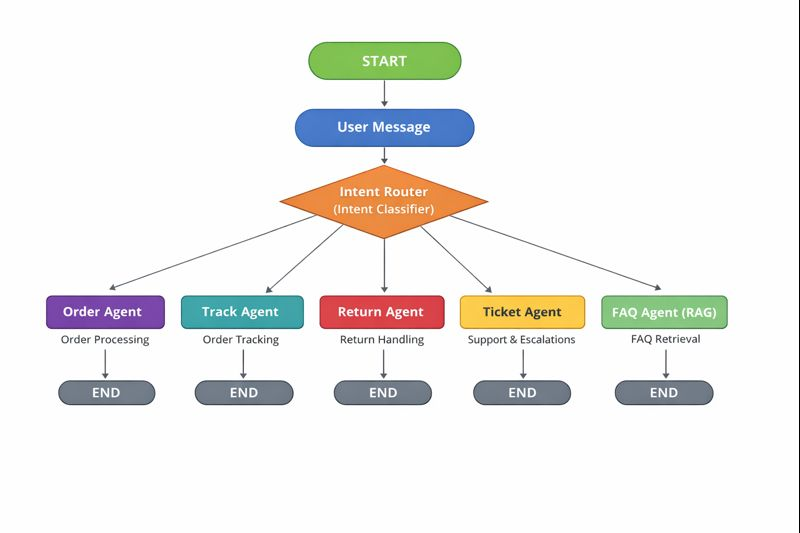 START
User Message
Intent Router
(Intent Classifier)
Order Agent
Track Agent
Return Agent
Ticket Agent
FAQ Agent (RAG)
Order Processing
Order Tracking
Return Handling
Support & Escalations
FAQ Retrieval
END
END
END
END
END